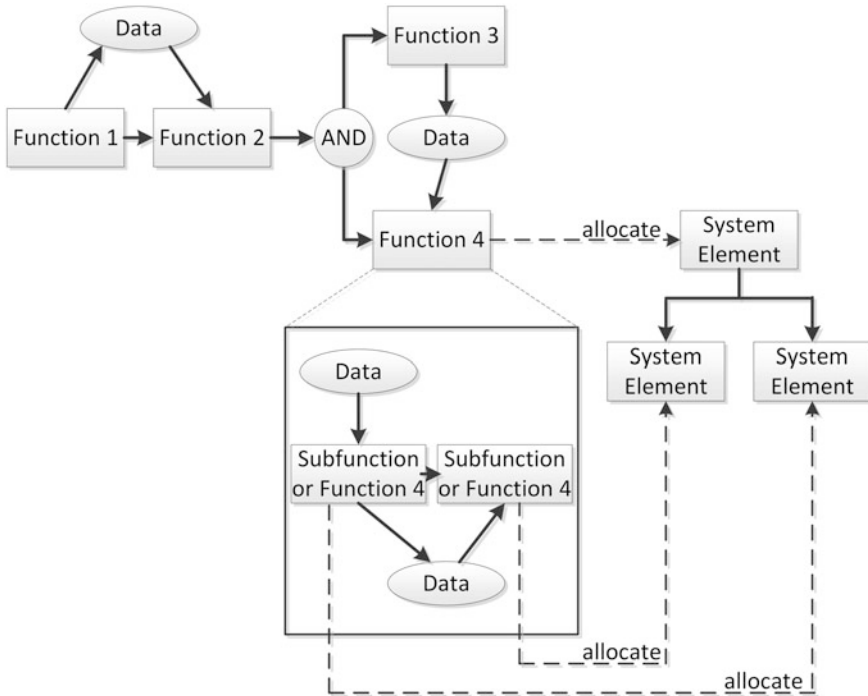 Data
Function 3
Function 1
Function 2
AND
Data
Function 4
allocate
System
Element
System
Element
System
Element
Data
Subfunction
or Function 4
Subfunction
or Function 4
Data
allocate
allocate